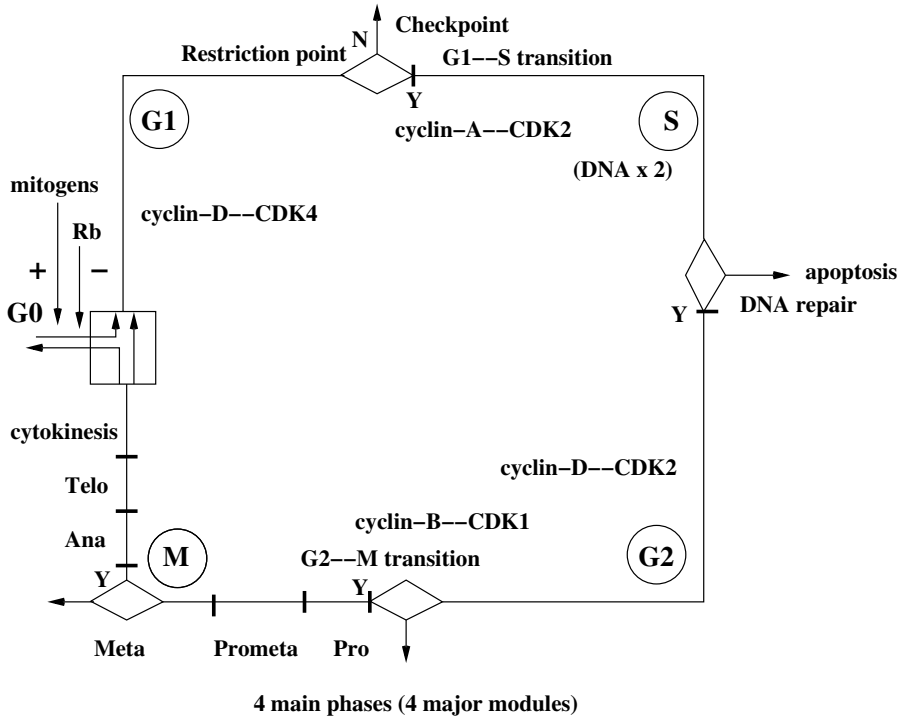 Checkpoint
N
Restriction point
G1--S transition
Y
G1
S
cyclin-A--CDK2
(DNA x 2)
mitogens
cyclin-D--CDK4
Rb
+
-
G0
apoptosis
Y
DNA repair
cytokinesis
cyclin-D--CDK2
Telo
cyclin-B--CDK1
Ana
M
G2--M transition
G2
Y
Y
Meta
Prometa
Pro
4 main phases (4 major modules)